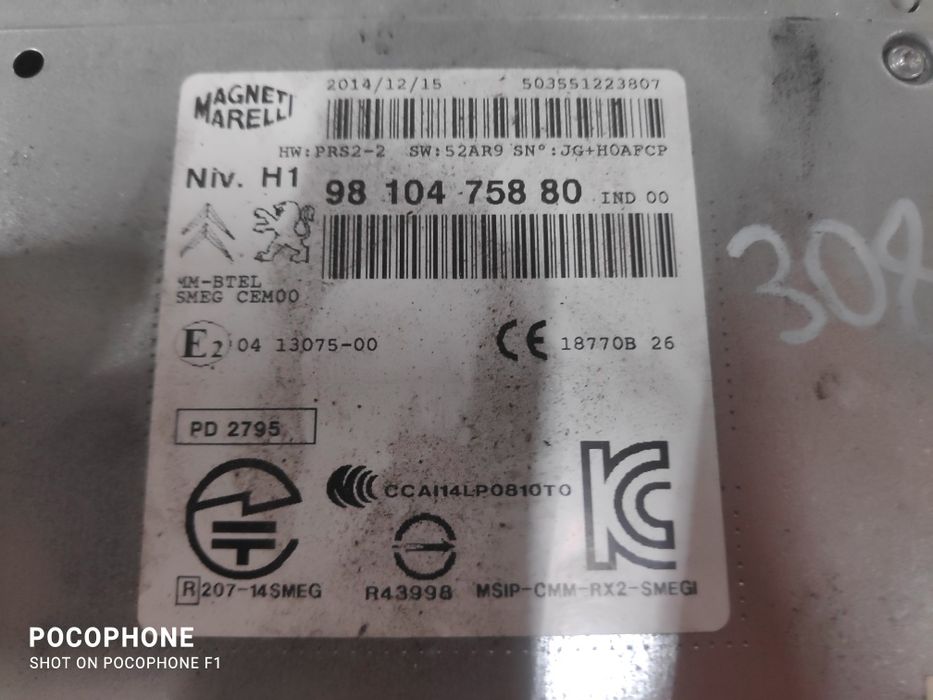 MAGNETI MARELLI
2014/12/15 503551223807
HW:PRS2-2 SW:52AR9 SN°:JG+H0AFCP
Niv. H1
98 104 758 80 IND 00
MM-BTEL
SMEG CEM00
E2 04 13075-00
CE 18770B 26
PD 2795
CCAI14LP0810T0
KC
R 207-14SMEG
R43998
MSIP-CMM-RX2-SMEGI
308
POCOPHONE
SHOT ON POCOPHONE F1